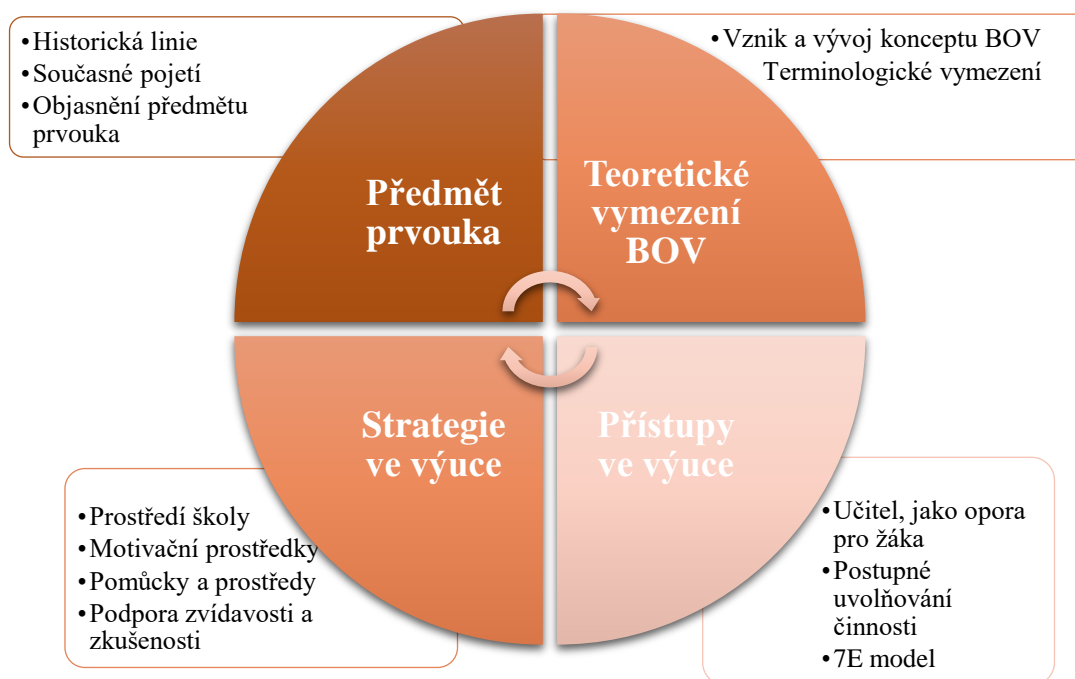 •Historická linie
•Současné pojetí
•Objasnění předmětu
prvouka
•Vznik a vývoj konceptu BOV
Terminologické vymezení
Předmět
prvouka
Teoretické
vymezení
BOV
Strategie
ve výuce
Přístupy
ve výuce
•Prostředí školy
•Motivační prostředky
•Pomůcky a prostředy
•Podpora zvídavosti a
zkušenosti
•Učitel, jako opora
pro žáka
•Postupné
uvolňování
činnosti
•7E model